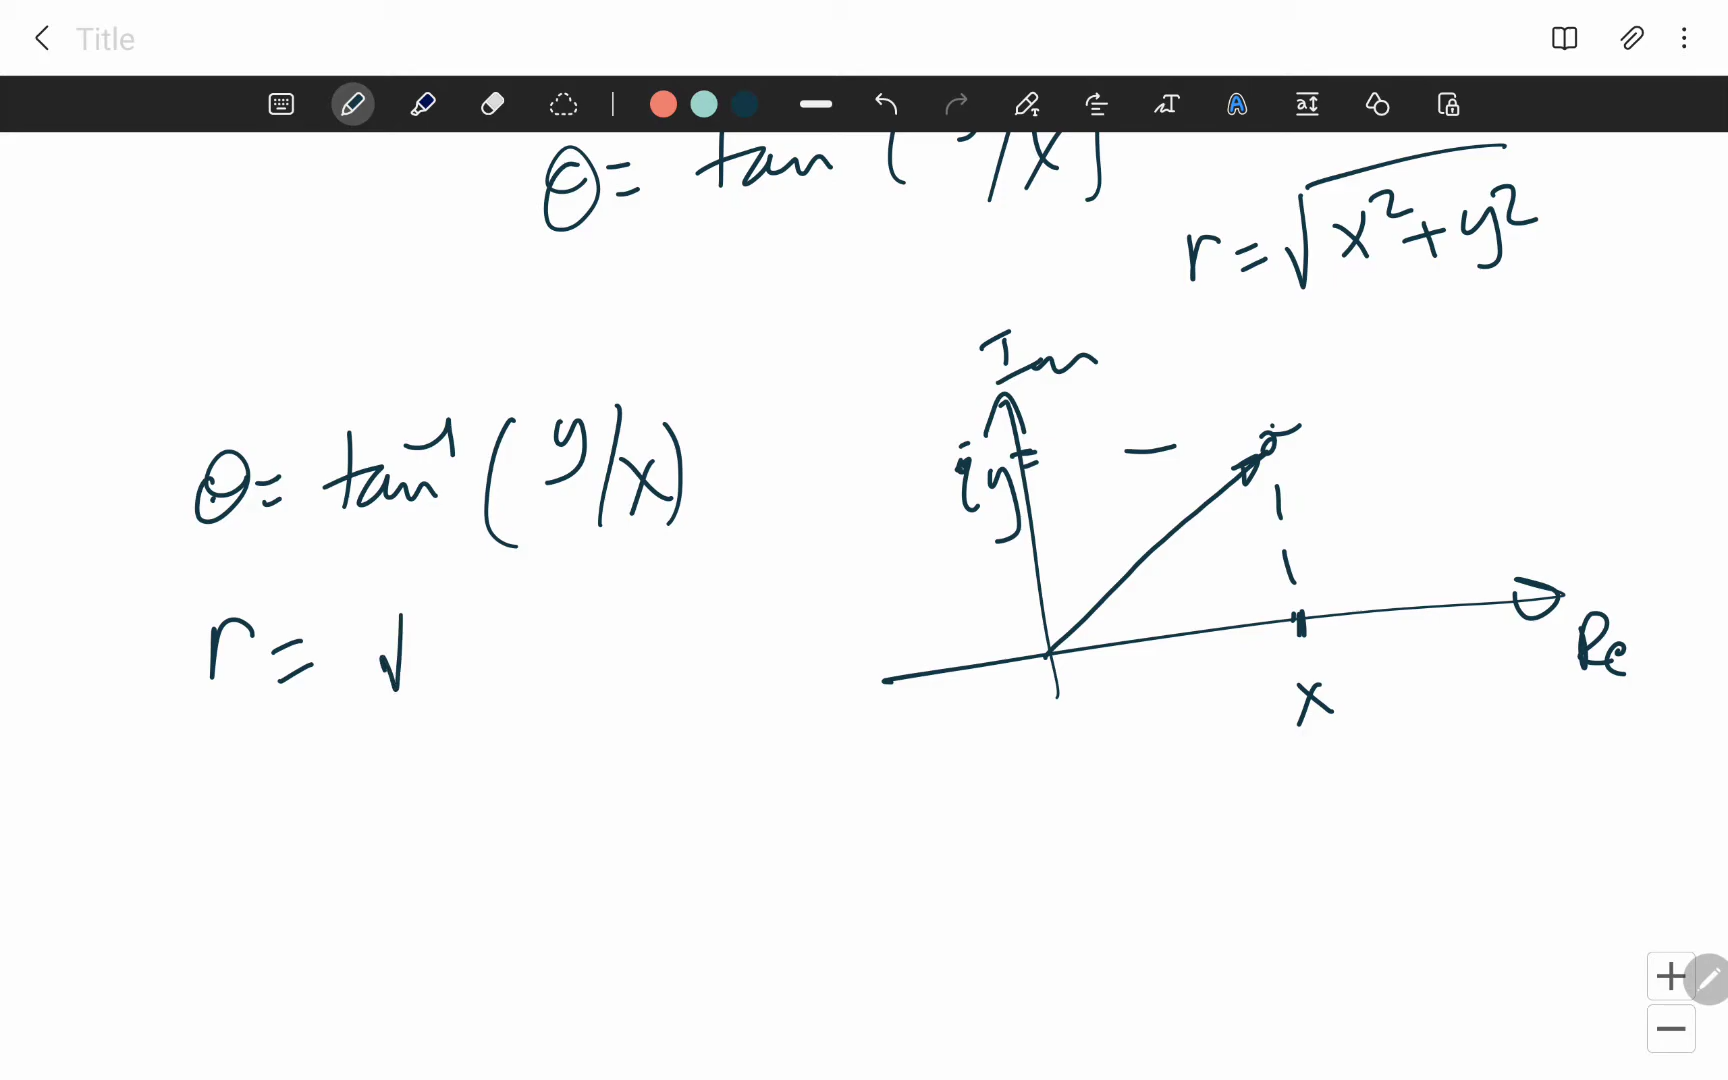 Title
θ = tan (y/x)
r = √x²+y²
Im
θ = tan⁻¹ (y/x)
iy
r = √
Re
x